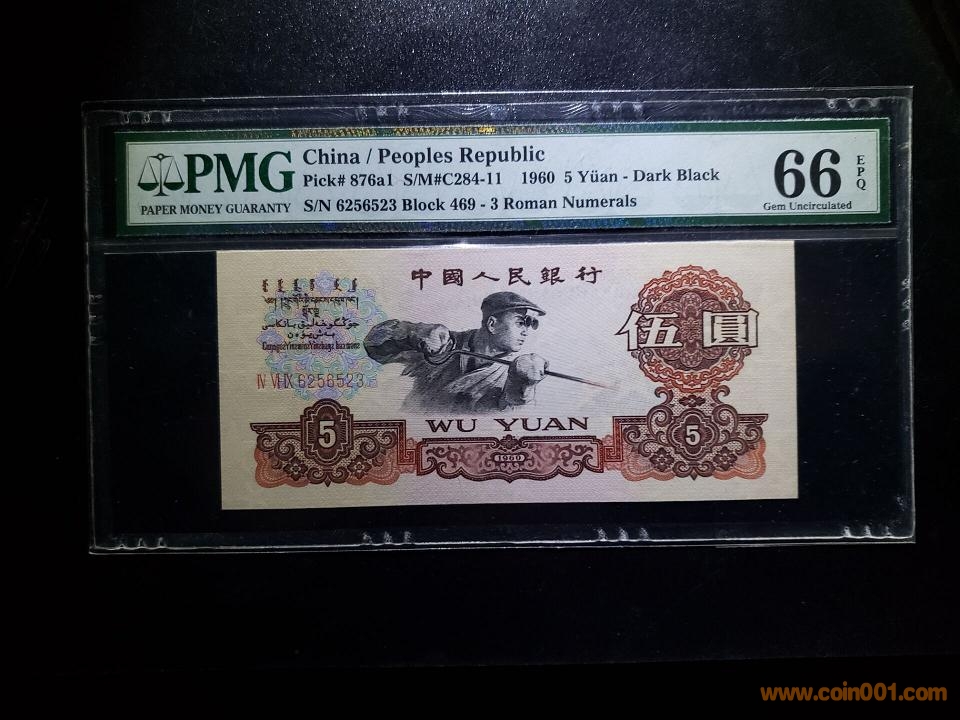 PMG
PAPER MONEY GUARANTY
China / Peoples Republic
Pick# 876a1 S/M#C284-11 1960 5 Yüan - Dark Black
S/N 6256523 Block 469 - 3 Roman Numerals
66 EPQ
Gem Uncirculated
中國人民銀行
伍圓
IV VI IX 6256523
5
WU YUAN
1960
5
www.coin001.com